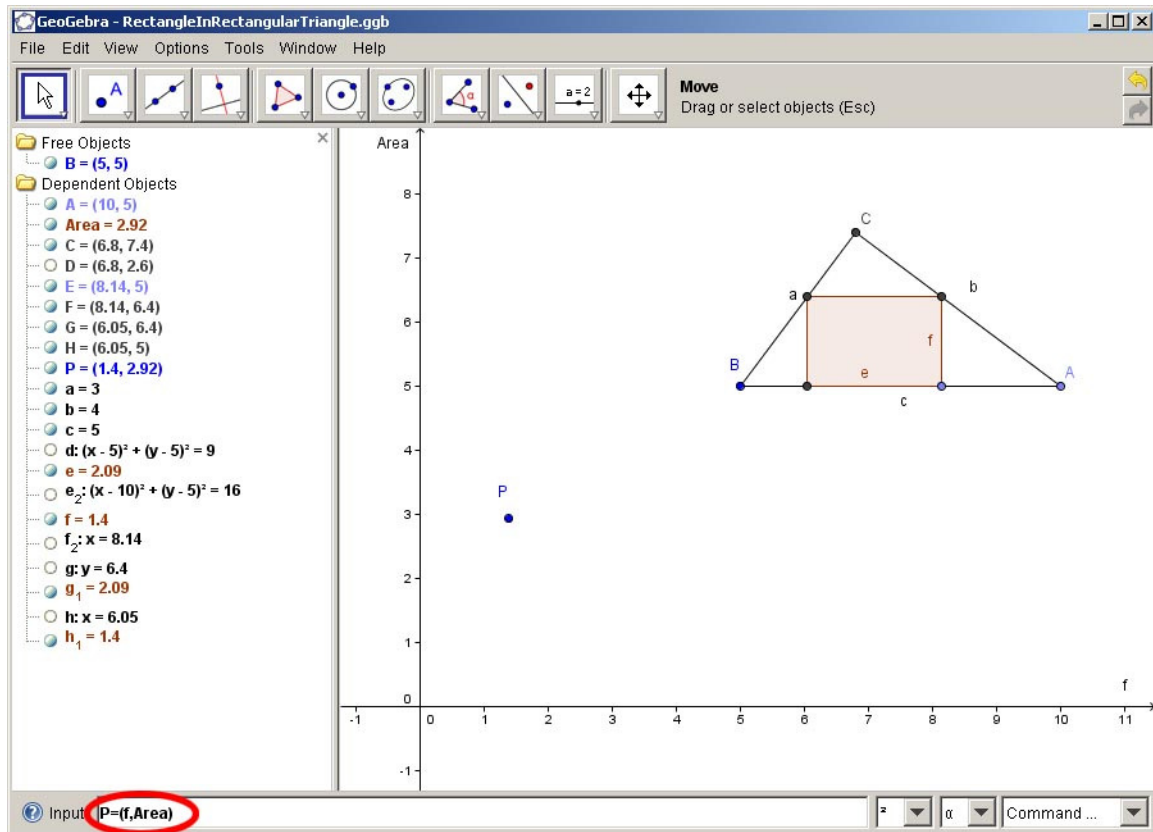 GeoGebra - RectangleInRectangularTriangle.ggb
File Edit View Options Tools Window Help
A
α
a = 2
Move
Drag or select objects (Esc)
Free Objects
B = (5, 5)
Dependent Objects
A = (10, 5)
Area = 2.92
C = (6.8, 7.4)
D = (6.8, 2.6)
E = (8.14, 5)
F = (8.14, 6.4)
G = (6.05, 6.4)
H = (6.05, 5)
P = (1.4, 2.92)
a = 3
b = 4
c = 5
d: (x - 5)² + (y - 5)² = 9
e = 2.09
e₂: (x - 10)² + (y - 5)² = 16
f = 1.4
f₂: x = 8.14
g: y = 6.4
g₁ = 2.09
h: x = 6.05
h₁ = 1.4
Area
8
C
7
a
b
6
f
B
e
A
5
c
4
P
3
2
1
f
0
-1 0 1 2 3 4 5 6 7 8 9 10 11
-1
Input: P=(f,Area)
² α Command ...